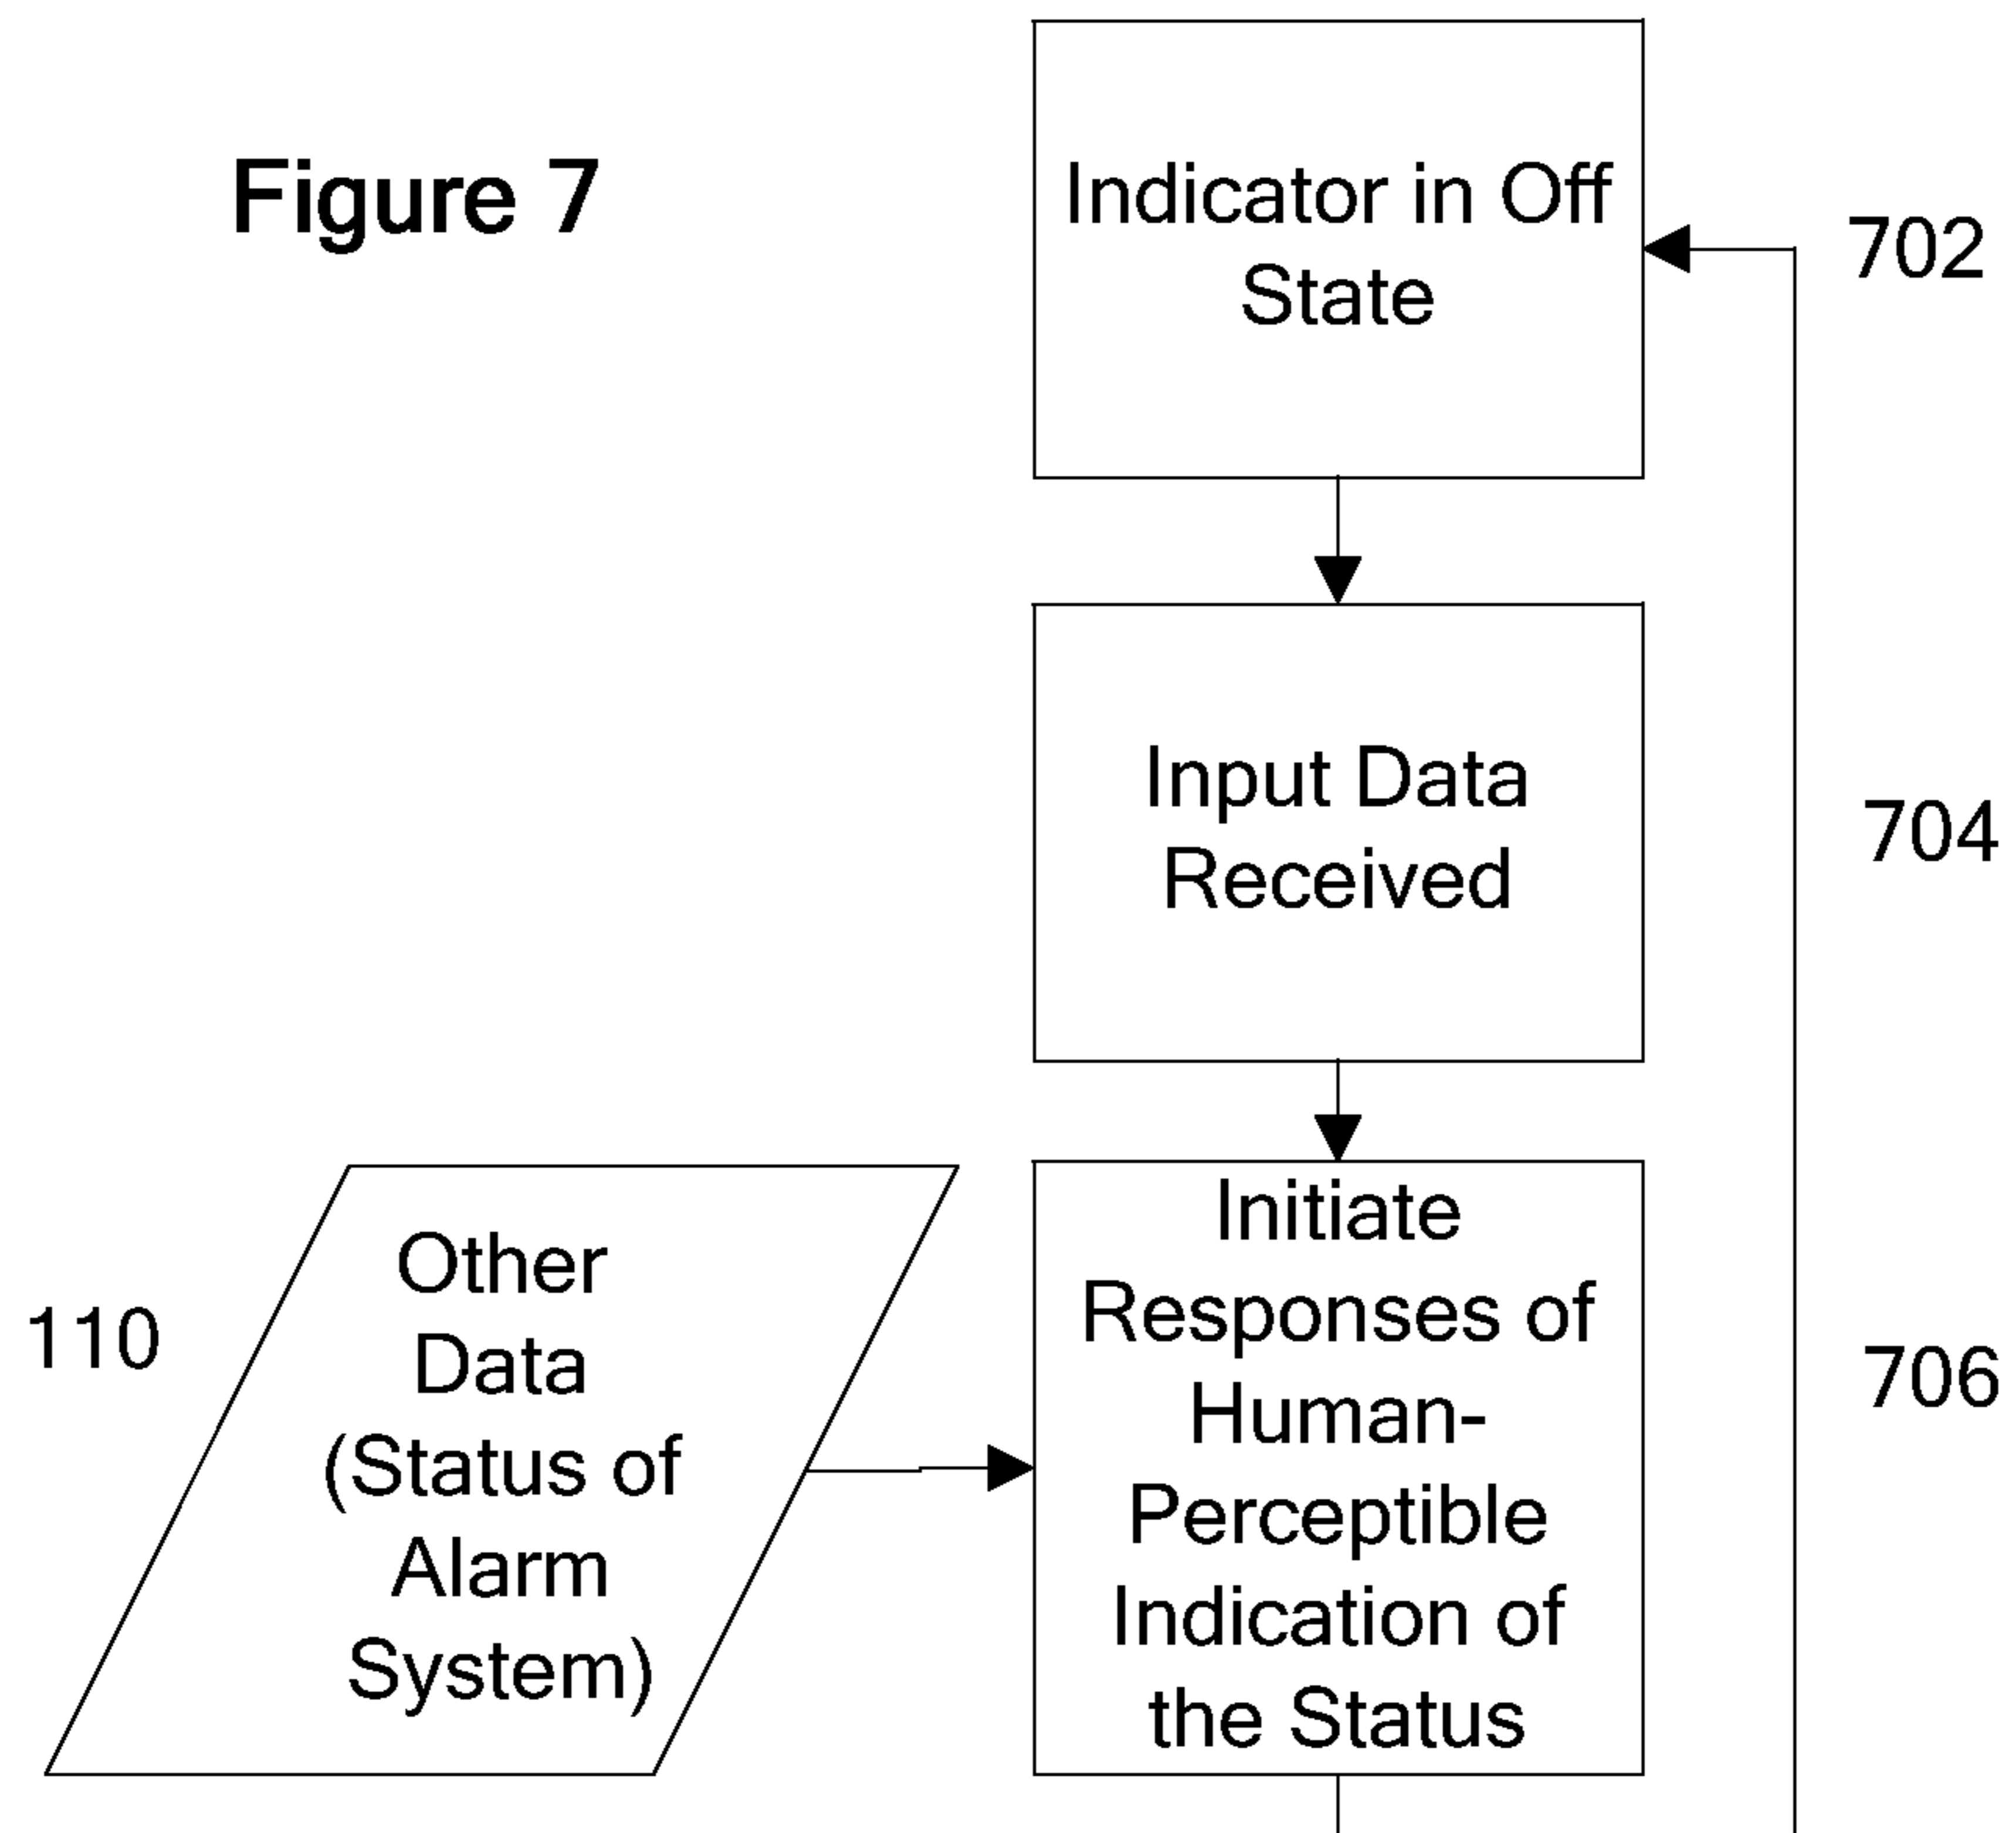 Figure 7
Indicator in Off
State
702
Input Data
Received
704
Other
Data
(Status of
Alarm
System)
110
Initiate
Responses of
Human-
Perceptible
Indication of
the Status
706